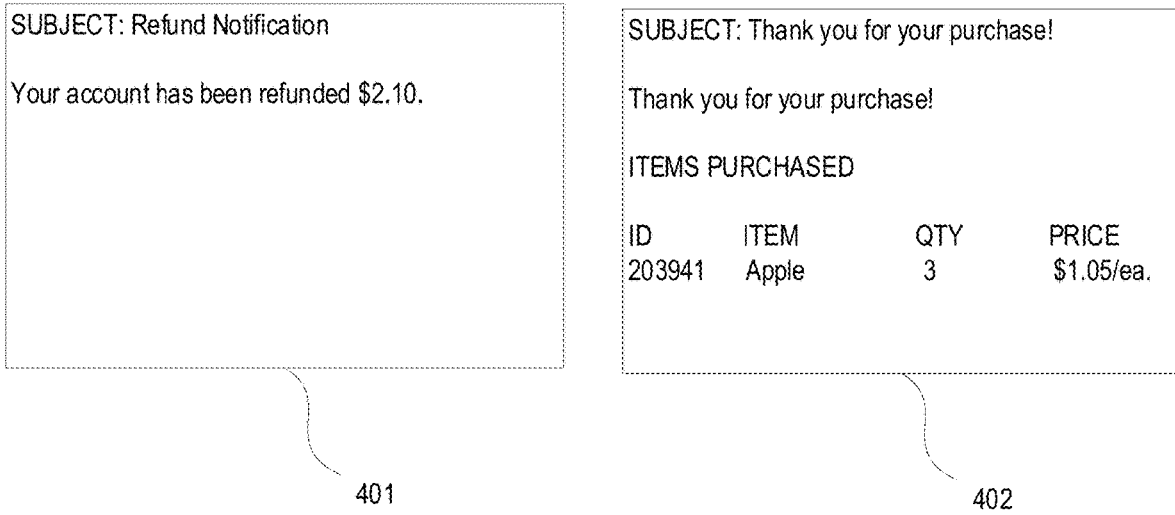 SUBJECT: Refund Notification
Your account has been refunded $2.10.
401
SUBJECT: Thank you for your purchase!
Thank you for your purchase!
ITEMS PURCHASED
ID ITEM QTY PRICE
203941 Apple 3 $1.05/ea.
402